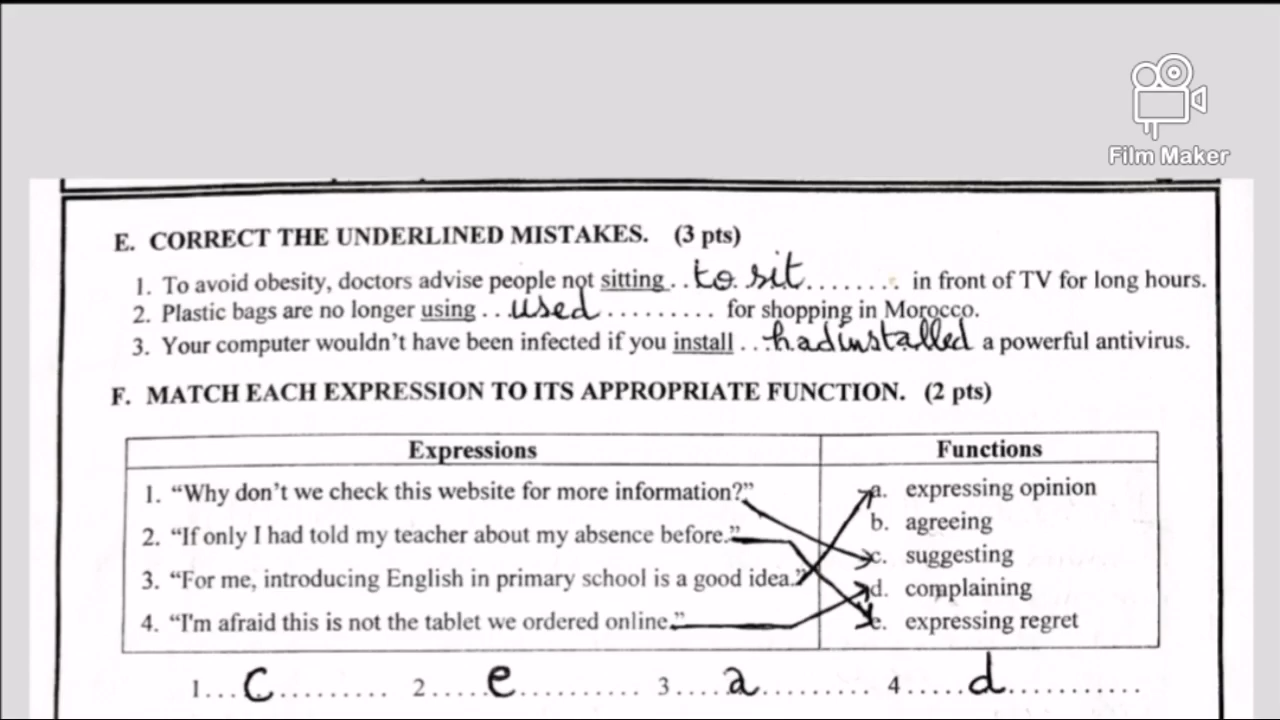 Film Maker
E. CORRECT THE UNDERLINED MISTAKES. (3 pts)
1. To avoid obesity, doctors advise people not sitting ..to sit........ in front of TV for long hours.
2. Plastic bags are no longer using ...used.......... for shopping in Morocco.
3. Your computer wouldn't have been infected if you install ...had installed a powerful antivirus.
F. MATCH EACH EXPRESSION TO ITS APPROPRIATE FUNCTION. (2 pts)
Expressions Functions
1. “Why don't we check this website for more information?” a. expressing opinion
b. agreeing
2. “If only I had told my teacher about my absence before.” c. suggesting
3. “For me, introducing English in primary school is a good idea.” d. complaining
4. “I'm afraid this is not the tablet we ordered online.” e. expressing regret
1...c......... 2.....e.......... 3....a......... 4.....d............